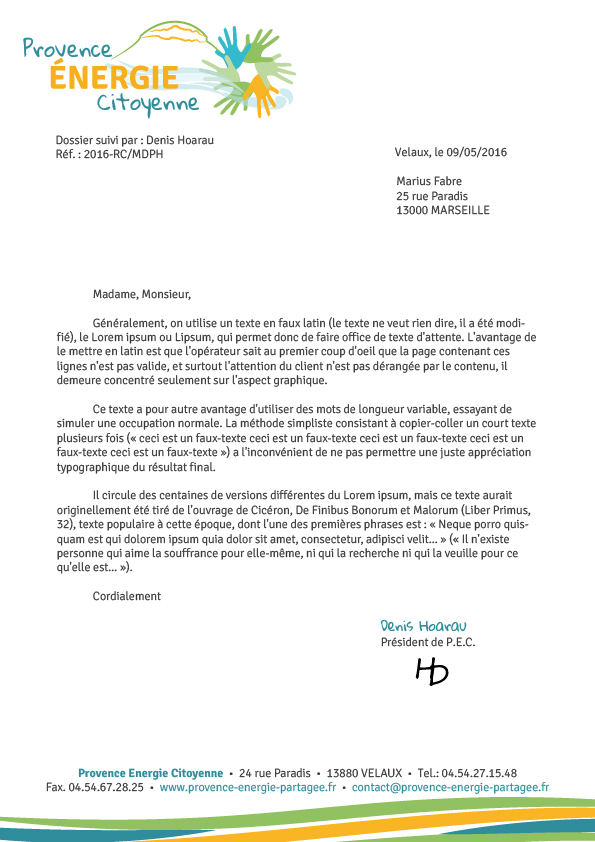 Provence
ÉNERGIE
Citoyenne
Dossier suivi par : Denis Hoarau
Réf. : 2016-RC/MDPH
Velaux, le 09/05/2016
Marius Fabre
25 rue Paradis
13000 MARSEILLE
Madame, Monsieur,
Généralement, on utilise un texte en faux latin (le texte ne veut rien dire, il a été modi-
fié), le Lorem ipsum ou Lipsum, qui permet donc de faire office de texte d'attente. L'avantage de
le mettre en latin est que l'opérateur sait au premier coup d'oeil que la page contenant ces
lignes n'est pas valide, et surtout l'attention du client n'est pas dérangée par le contenu, il
demeure concentré seulement sur l'aspect graphique.
Ce texte a pour autre avantage d'utiliser des mots de longueur variable, essayant de
simuler une occupation normale. La méthode simpliste consistant à copier-coller un court texte
plusieurs fois (« ceci est un faux-texte ceci est un faux-texte ceci est un faux-texte ceci est un
faux-texte ceci est un faux-texte ») a l'inconvénient de ne pas permettre une juste appréciation
typographique du résultat final.
Il circule des centaines de versions différentes du Lorem ipsum, mais ce texte aurait
originellement été tiré de l'ouvrage de Cicéron, De Finibus Bonorum et Malorum (Liber Primus,
32), texte populaire à cette époque, dont l'une des premières phrases est : « Neque porro quis-
quam est qui dolorem ipsum quia dolor sit amet, consectetur, adipisci velit... » (« Il n'existe
personne qui aime la souffrance pour elle-même, ni qui la recherche ni qui la veuille pour ce
qu'elle est... »).
Cordialement
Denis Hoarau
Président de P.E.C.
HD
Provence Energie Citoyenne • 24 rue Paradis • 13880 VELAUX • Tel.: 04.54.27.15.48
Fax. 04.54.67.28.25 • www.provence-energie-partagee.fr • contact@provence-energie-partagee.fr